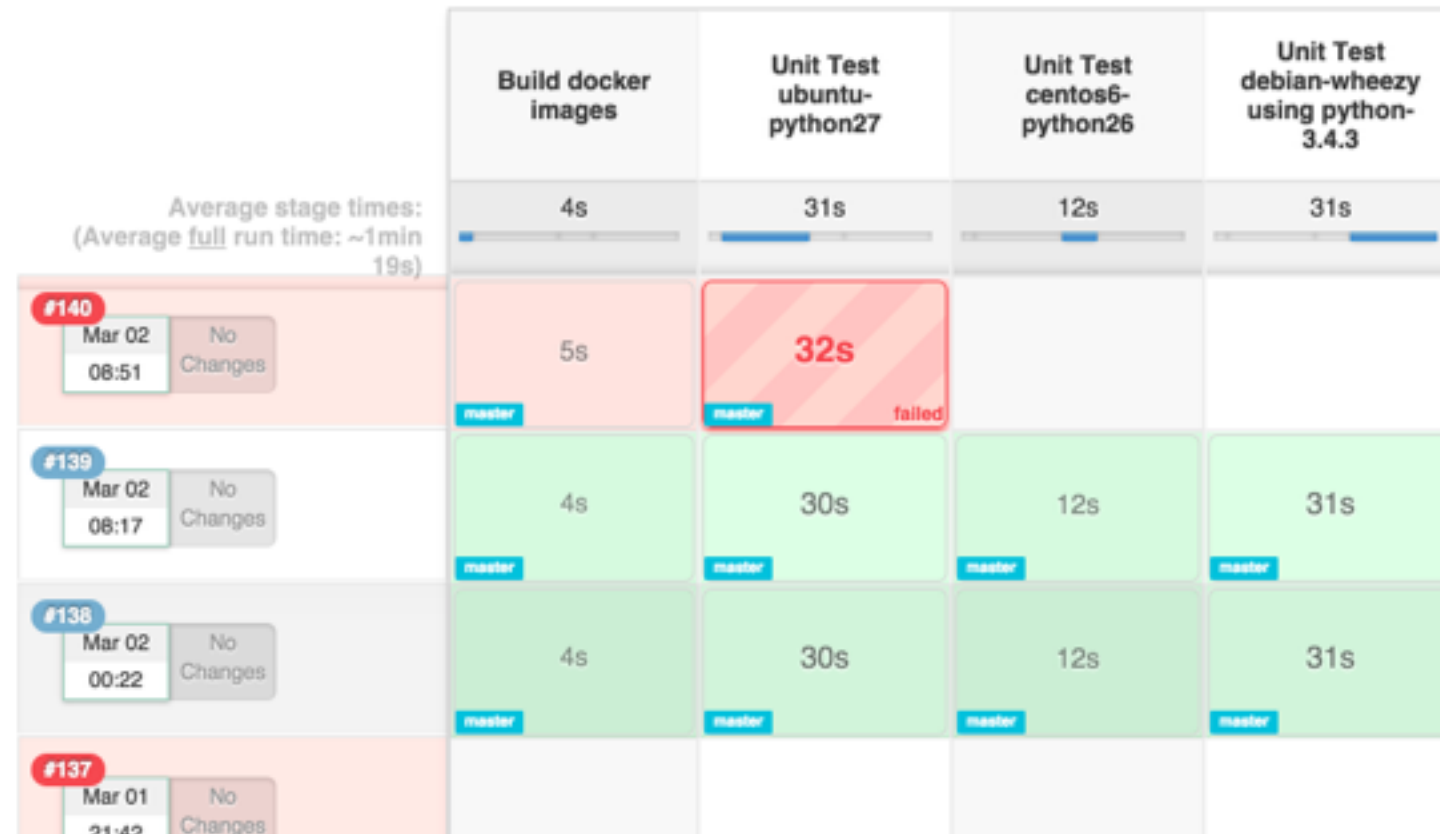 Build docker
images
Unit Test
ubuntu-
python27
Unit Test
centos6-
python26
Unit Test
debian-wheezy
using python-
3.4.3
Average stage times:
(Average full run time: ~1min
19s)
4s
31s
12s
31s
#140
Mar 02
08:51
No
Changes
5s
master
32s
master
failed
#139
Mar 02
08:17
No
Changes
4s
master
30s
master
12s
master
31s
master
#138
Mar 02
00:22
No
Changes
4s
master
30s
master
12s
master
31s
master
#137
Mar 01
21:42
No
Changes